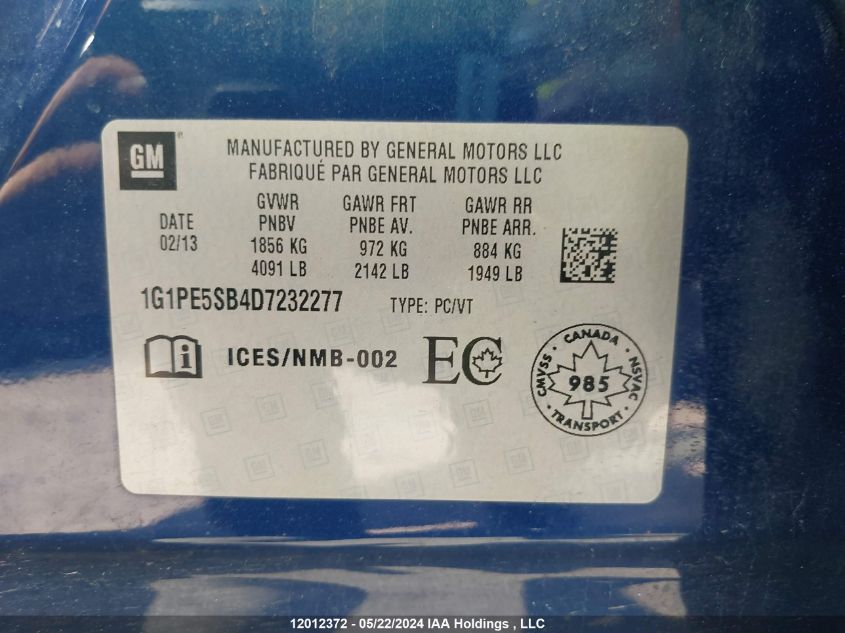 GM
MANUFACTURED BY GENERAL MOTORS LLC
FABRIQUÉ PAR GENERAL MOTORS LLC
DATE
02/13
GVWR
PNBV
1856 KG
4091 LB
GAWR FRT
PNBE AV.
972 KG
2142 LB
GAWR RR
PNBE ARR.
884 KG
1949 LB
1G1PE5SB4D7232277 TYPE: PC/VT
i ICES/NMB-002 EC
CANADA
CMVSS 985 NSVAC
TRANSPORT
12012372 - 05/22/2024 IAA Holdings , LLC